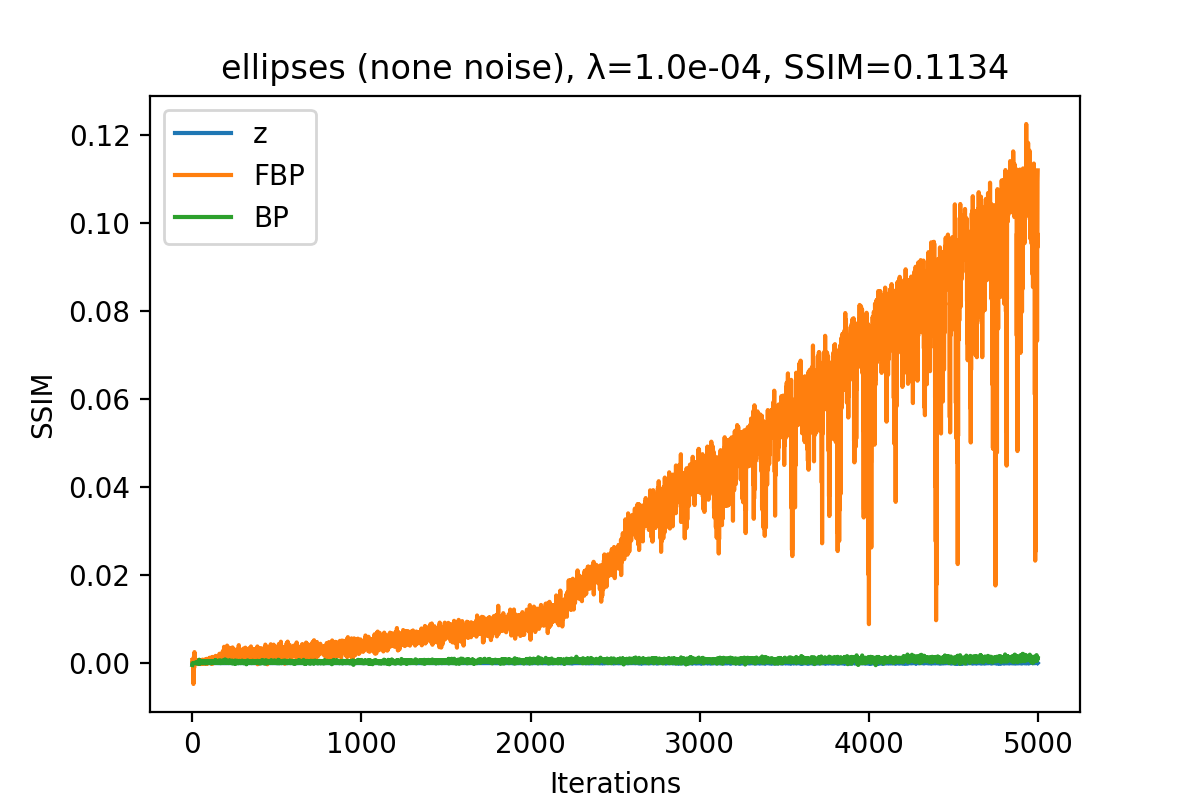 ellipses (none noise), λ=1.0e-04, SSIM=0.1134
z
FBP
BP
0.12
0.10
0.08
0.06
0.04
0.02
0.00
SSIM
0 1000 2000 3000 4000 5000
Iterations